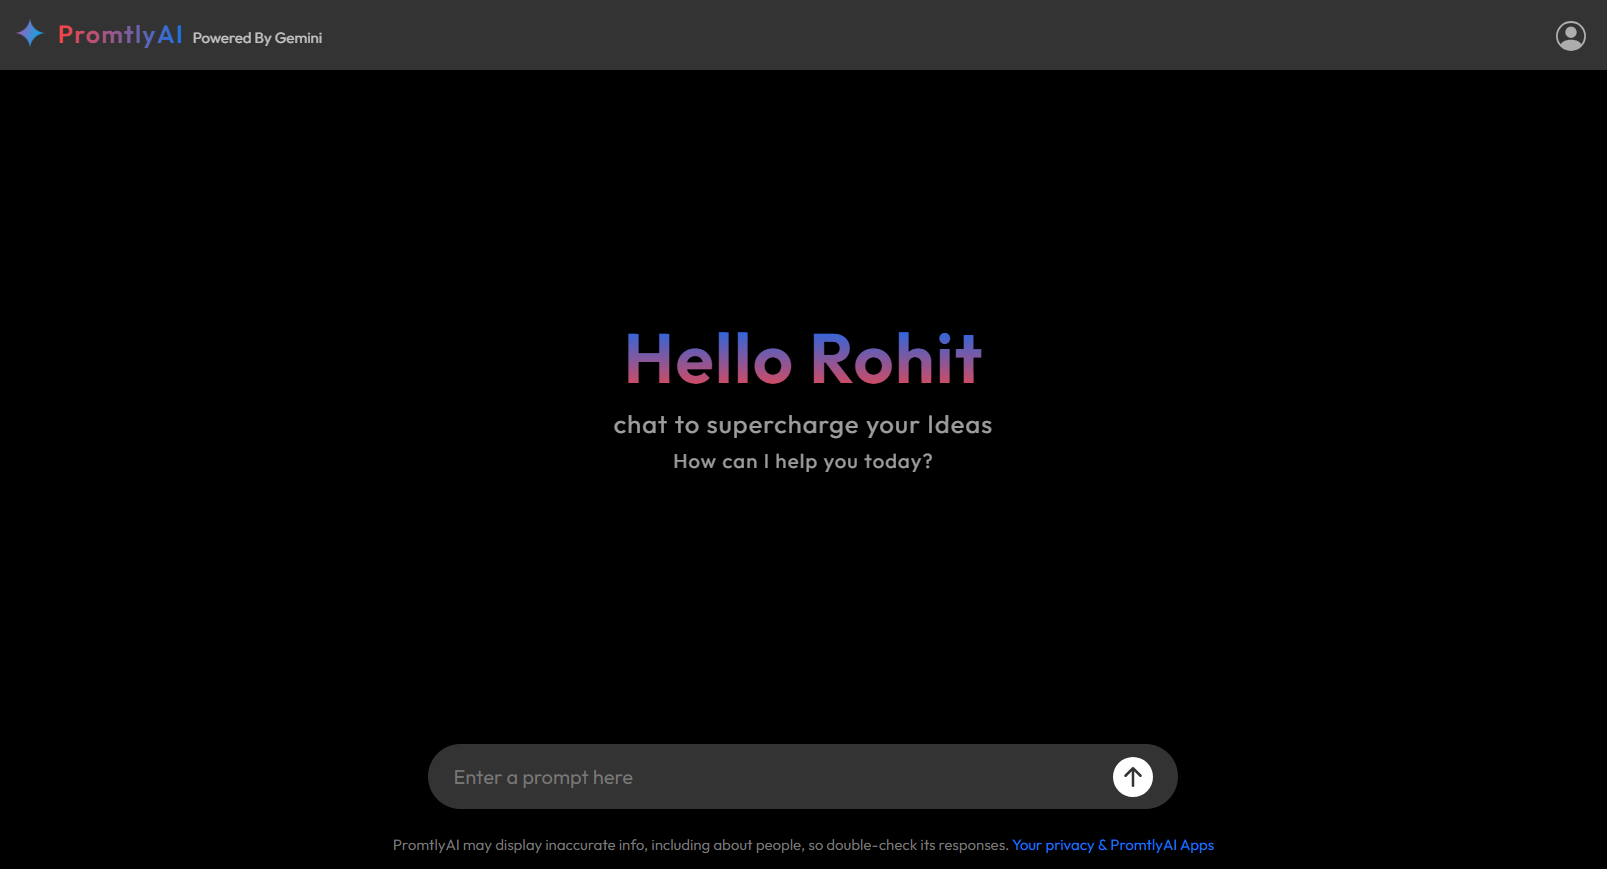 PromtlyAI Powered By Gemini
Hello Rohit
chat to supercharge your Ideas
How can I help you today?
Enter a prompt here
PromtlyAI may display inaccurate info, including about people, so double-check its responses. Your privacy & PromtlyAI Apps